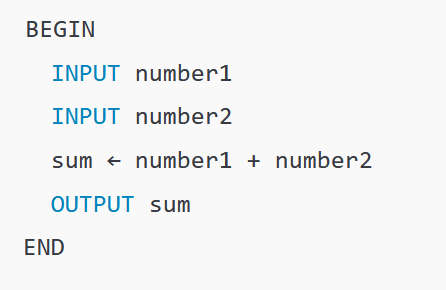 BEGIN
INPUT number1
INPUT number2
sum ← number1 + number2
OUTPUT sum
END